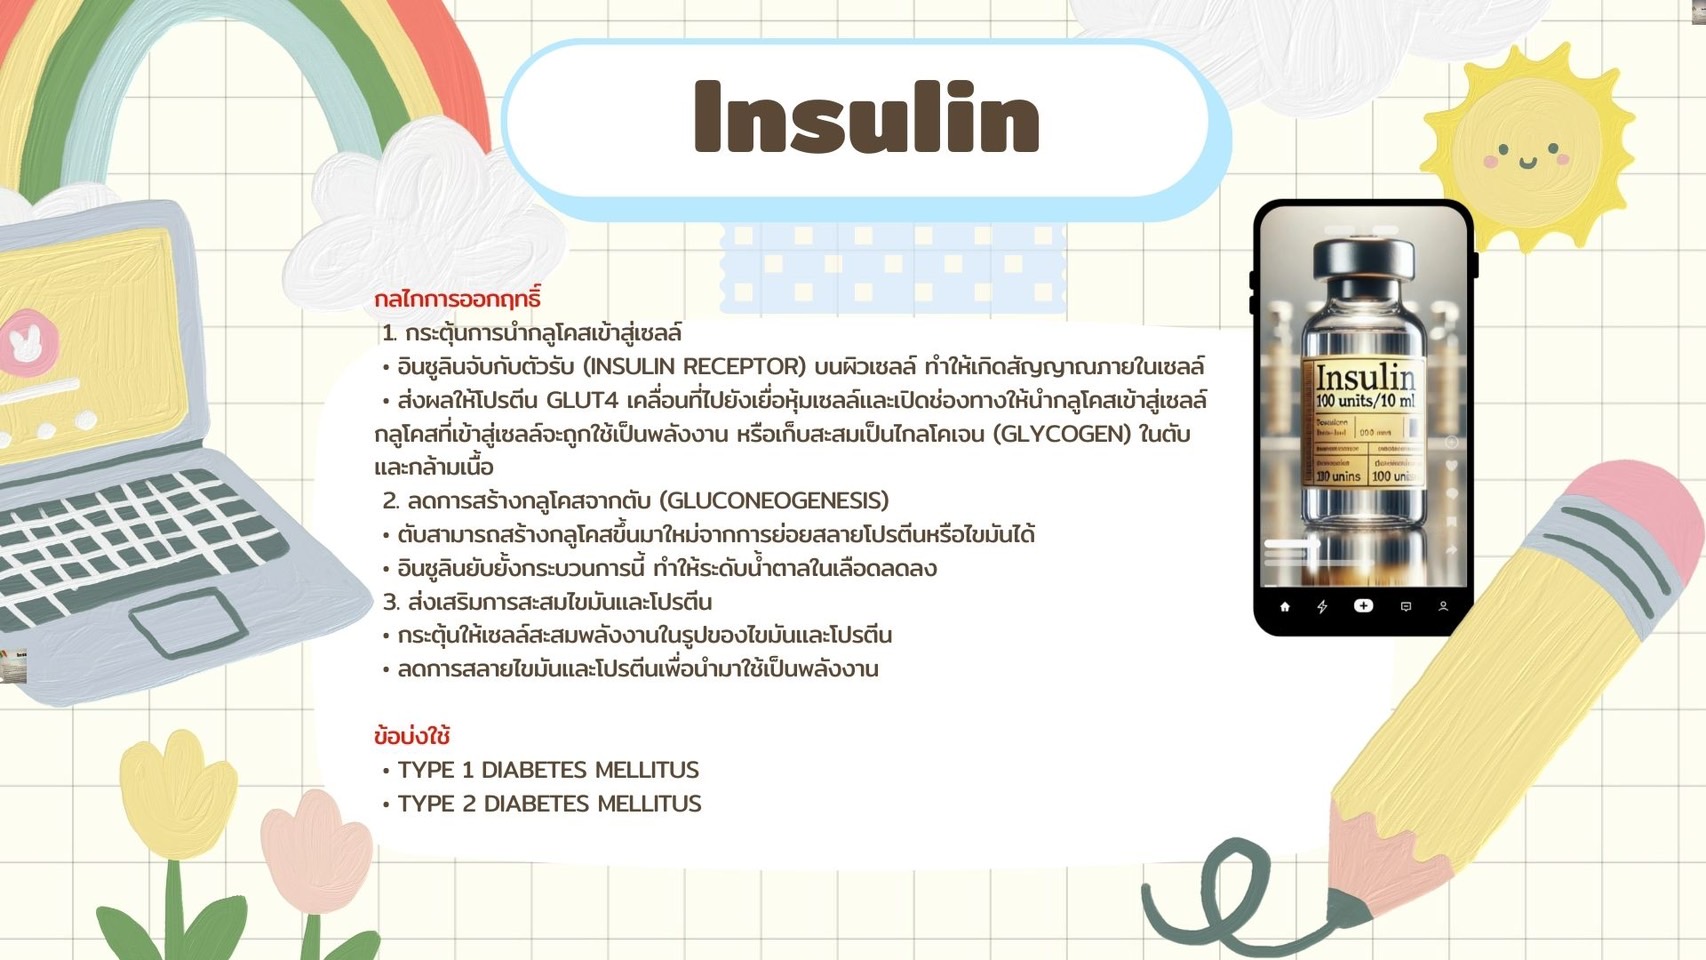 Insulin
กลไกการออกฤทธิ์
1. กระตุ้นการนำกลูโคสเข้าสู่เซลล์
• อินซูลินจับกับตัวรับ (INSULIN RECEPTOR) บนผิวเซลล์ ทำให้เกิดสัญญาณภายในเซลล์
• ส่งผลให้โปรตีน GLUT4 เคลื่อนที่ไปยังเยื่อหุ้มเซลล์และเปิดช่องทางให้นำกลูโคสเข้าสู่เซลล์
กลูโคสที่เข้าสู่เซลล์จะถูกใช้เป็นพลังงาน หรือเก็บสะสมเป็นไกลโคเจน (GLYCOGEN) ในตับ
และกล้ามเนื้อ
2. ลดการสร้างกลูโคสจากตับ (GLUCONEOGENESIS)
• ตับสามารถสร้างกลูโคสขึ้นมาใหม่จากการย่อยสลายโปรตีนหรือไขมันได้
• อินซูลินยับยั้งกระบวนการนี้ ทำให้ระดับน้ำตาลในเลือดลดลง
3. ส่งเสริมการสะสมไขมันและโปรตีน
• กระตุ้นให้เซลล์สะสมพลังงานในรูปของไขมันและโปรตีน
• ลดการสลายไขมันและโปรตีนเพื่อนำมาใช้เป็นพลังงาน
ข้อบ่งใช้
• TYPE 1 DIABETES MELLITUS
• TYPE 2 DIABETES MELLITUS
Insulin
100 units/10 ml